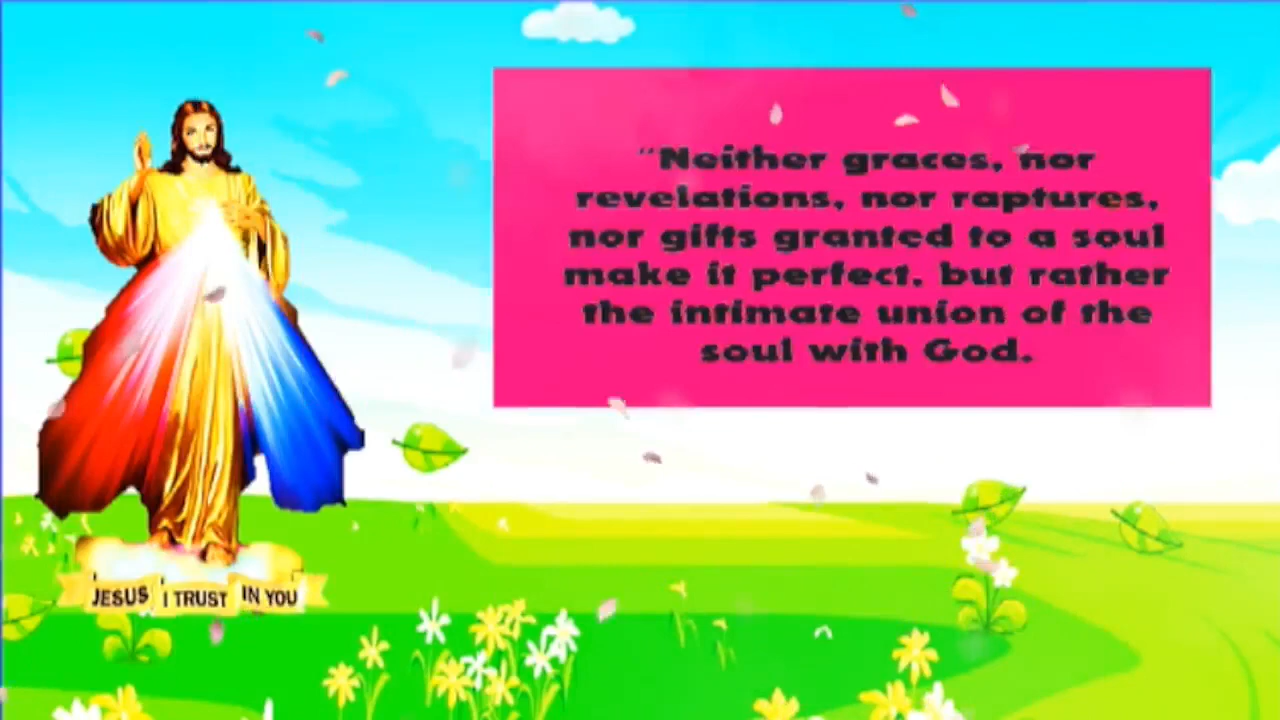 “Neither graces, nor
revelations, nor raptures,
nor gifts granted to a soul
make it perfect, but rather
the intimate union of the
soul with God.
JESUS I TRUST IN YOU